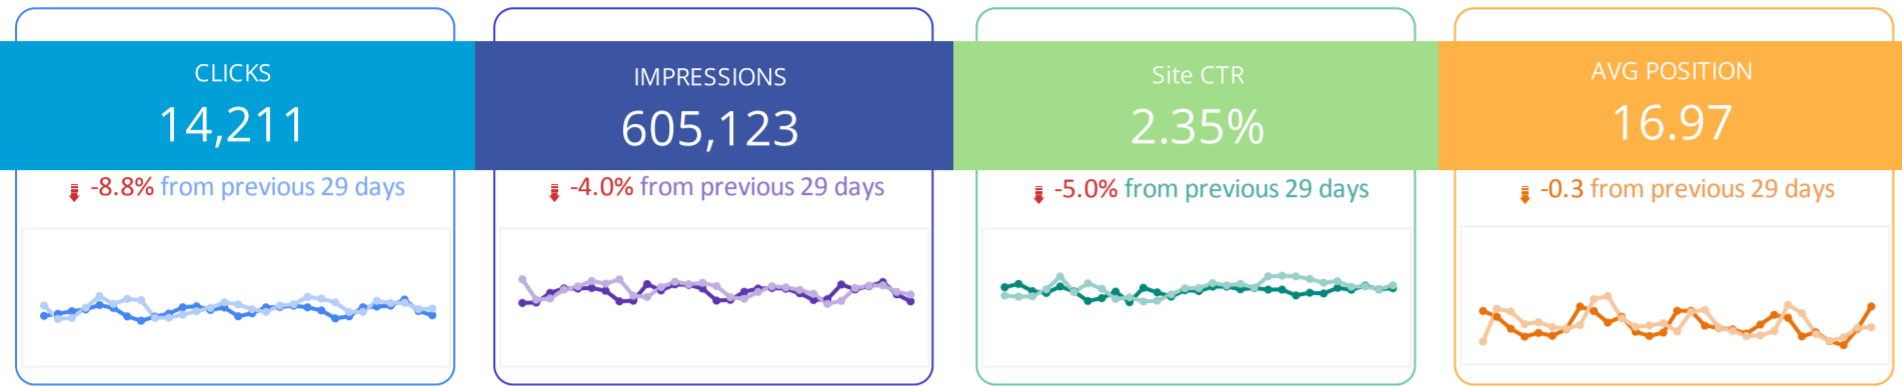 CLICKS
14,211
-8.8% from previous 29 days
IMPRESSIONS
605,123
-4.0% from previous 29 days
Site CTR
2.35%
-5.0% from previous 29 days
AVG POSITION
16.97
-0.3 from previous 29 days